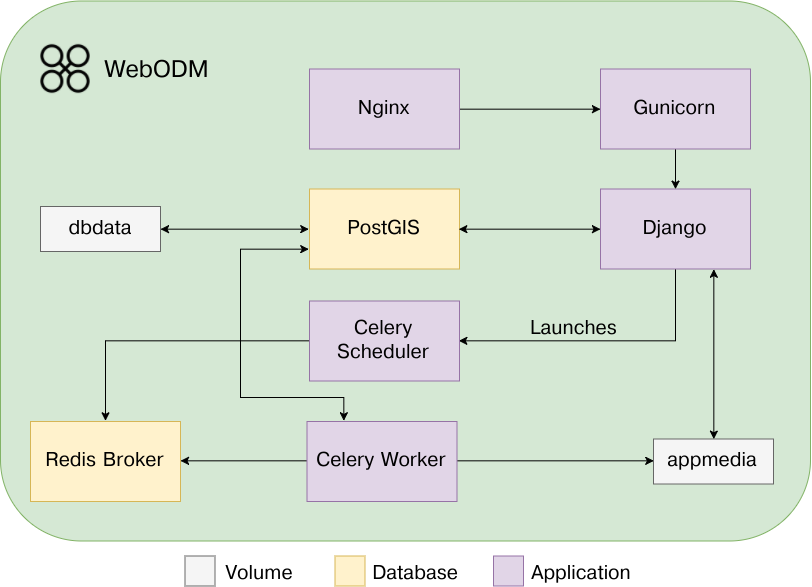 WebODM
Nginx
Gunicorn
dbdata
PostGIS
Django
Celery
Scheduler
Launches
Redis Broker
Celery Worker
appmedia
Volume
Database
Application